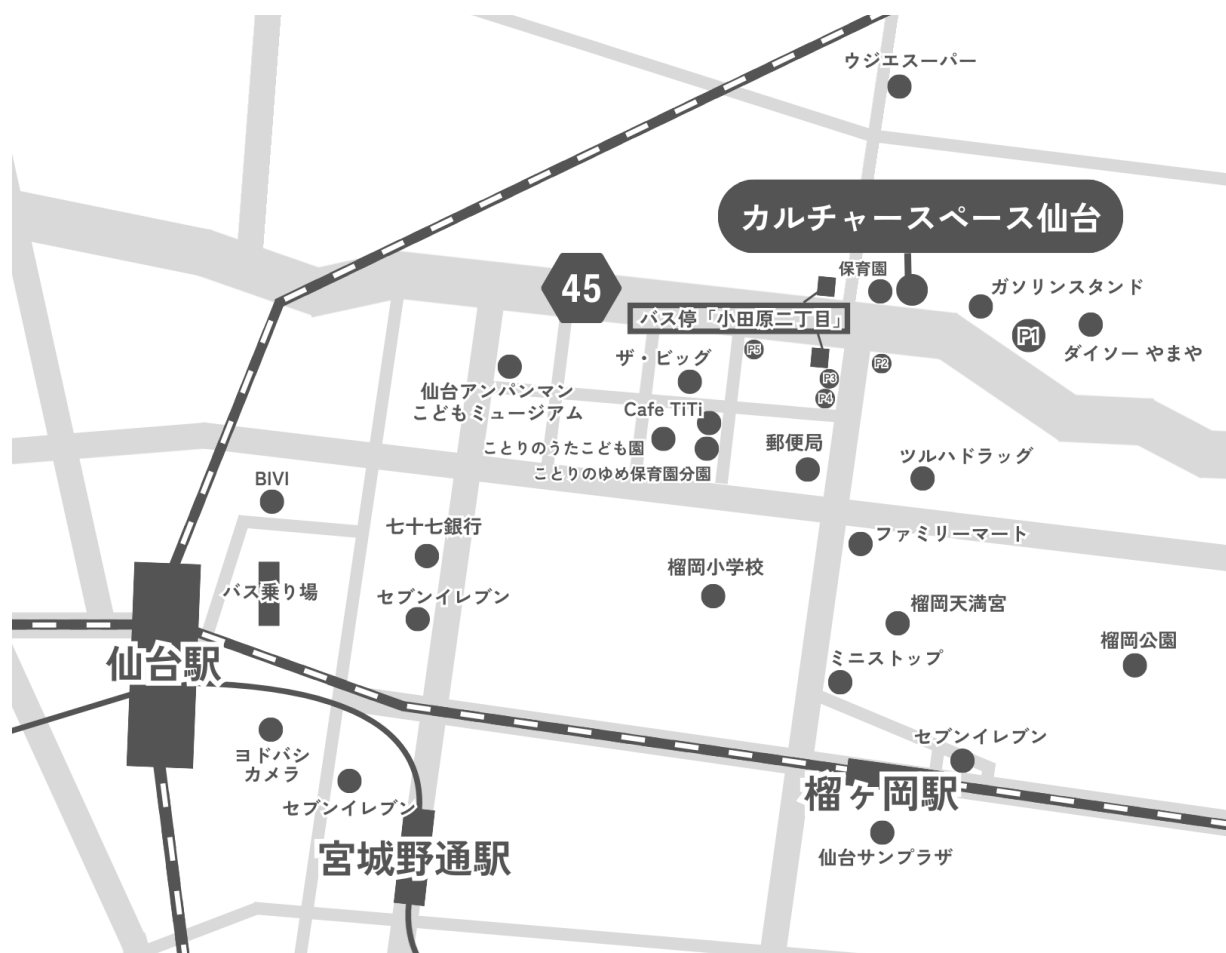 ウジエスーパー
カルチャースペース仙台
保育園
45
ガソリンスタンド
バス停「小田原二丁目」
P1
ダイソー やまや
P5
ザ・ビッグ
P2
P3
仙台アンパンマン
こどもミュージアム
P4
Cafe TiTi
ことりのうたこども園
郵便局
ことりのゆめ保育園分園
ツルハドラッグ
BIVI
七十七銀行
ファミリーマート
榴岡小学校
バス乗り場
セブンイレブン
榴岡天満宮
榴岡公園
仙台駅
ミニストップ
セブンイレブン
ヨドバシ
カメラ
榴ヶ岡駅
セブンイレブン
宮城野通駅
仙台サンプラザ